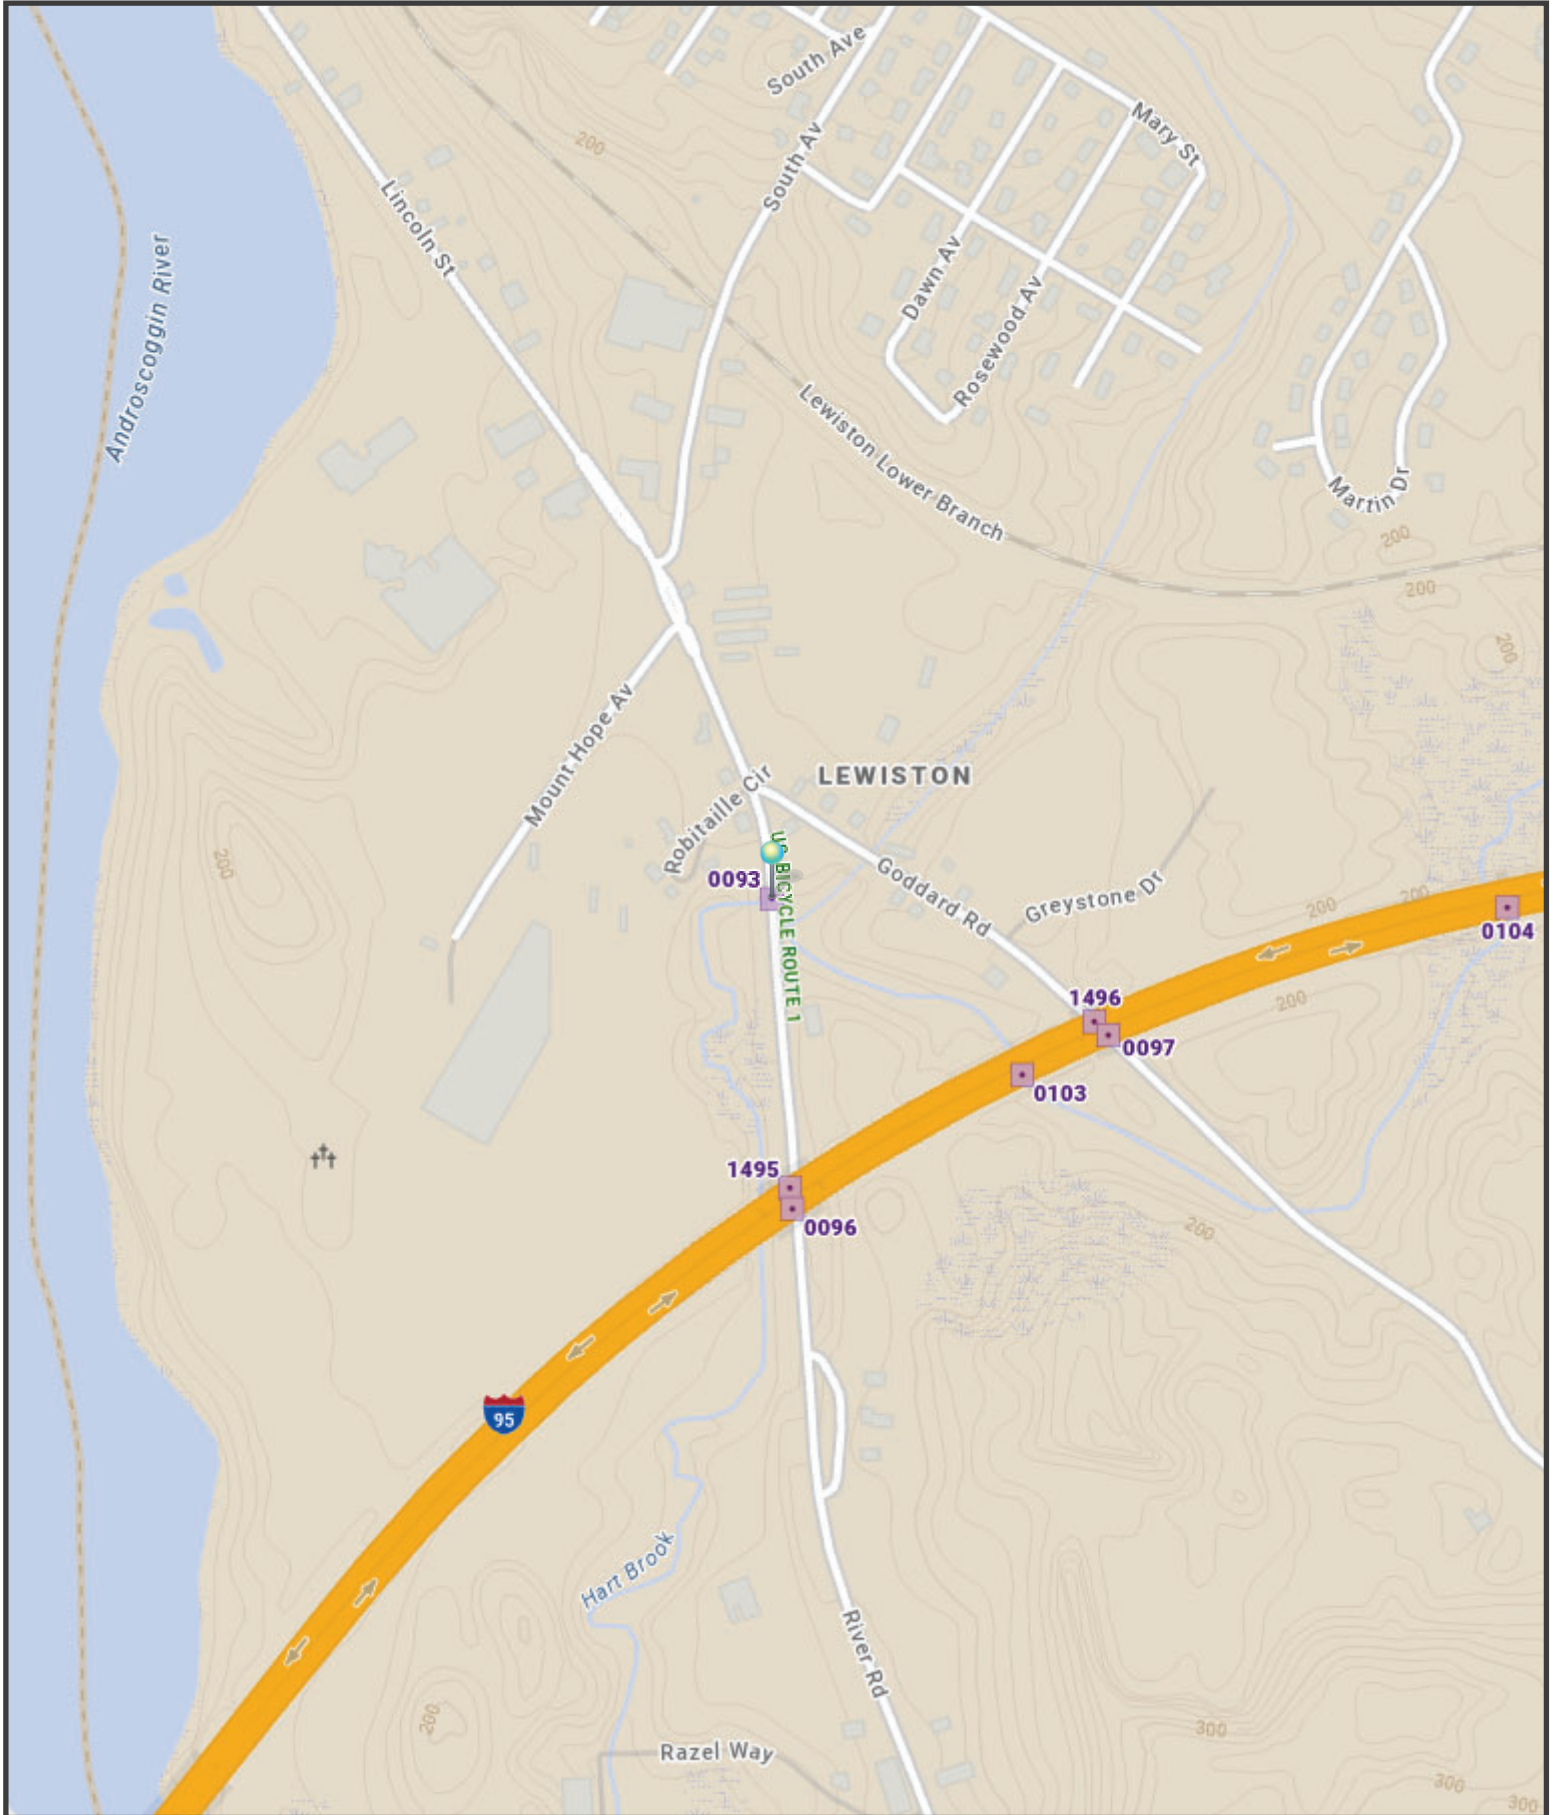 South Ave
Mary St
200
South Av
Lincoln St
Androscoggin River
Dawn Av
Rosewood Av
Lewiston Lower Branch
Martin Dr
200
200
200
Mount Hope Av
LEWISTON
Robitaille Cir
US BICYCLE ROUTE 1
200
0093
Goddard Rd
Greystone Dr
200
200
0104
1496
200
0097
0103
1495
0096
200
95
Hart Brook
River Rd
200
300
Razel Way
300
300